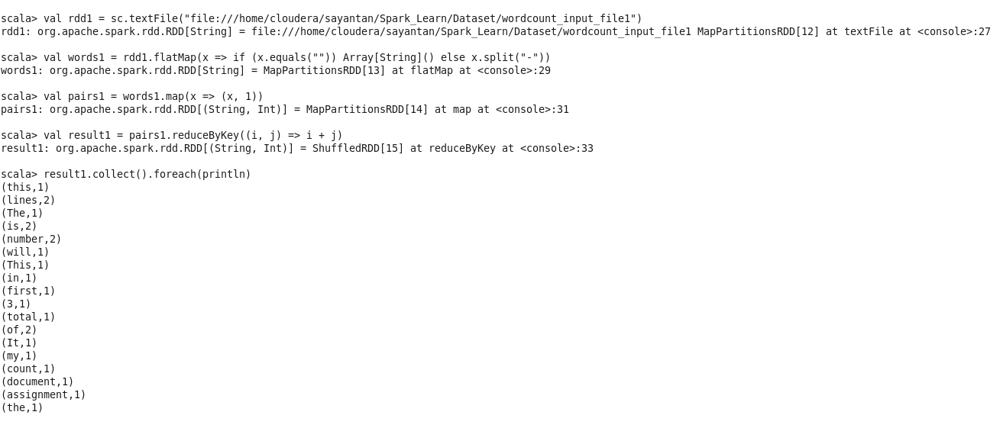 scala> val rdd1 = sc.textFile("file:///home/cloudera/sayantan/Spark_Learn/Dataset/wordcount_input_file1")
rdd1: org.apache.spark.rdd.RDD[String] = file:///home/cloudera/sayantan/Spark_Learn/Dataset/wordcount_input_file1 MapPartitionsRDD[12] at textFile at <console>:27
scala> val words1 = rdd1.flatMap(x => if (x.equals("")) Array[String]() else x.split("-"))
words1: org.apache.spark.rdd.RDD[String] = MapPartitionsRDD[13] at flatMap at <console>:29
scala> val pairs1 = words1.map(x => (x, 1))
pairs1: org.apache.spark.rdd.RDD[(String, Int)] = MapPartitionsRDD[14] at map at <console>:31
scala> val result1 = pairs1.reduceByKey((i, j) => i + j)
result1: org.apache.spark.rdd.RDD[(String, Int)] = ShuffledRDD[15] at reduceByKey at <console>:33
scala> result1.collect().foreach(println)
(this,1)
(lines,2)
(The,1)
(is,2)
(number,2)
(will,1)
(This,1)
(in,1)
(first,1)
(3,1)
(total,1)
(of,2)
(It,1)
(my,1)
(count,1)
(document,1)
(assignment,1)
(the,1)